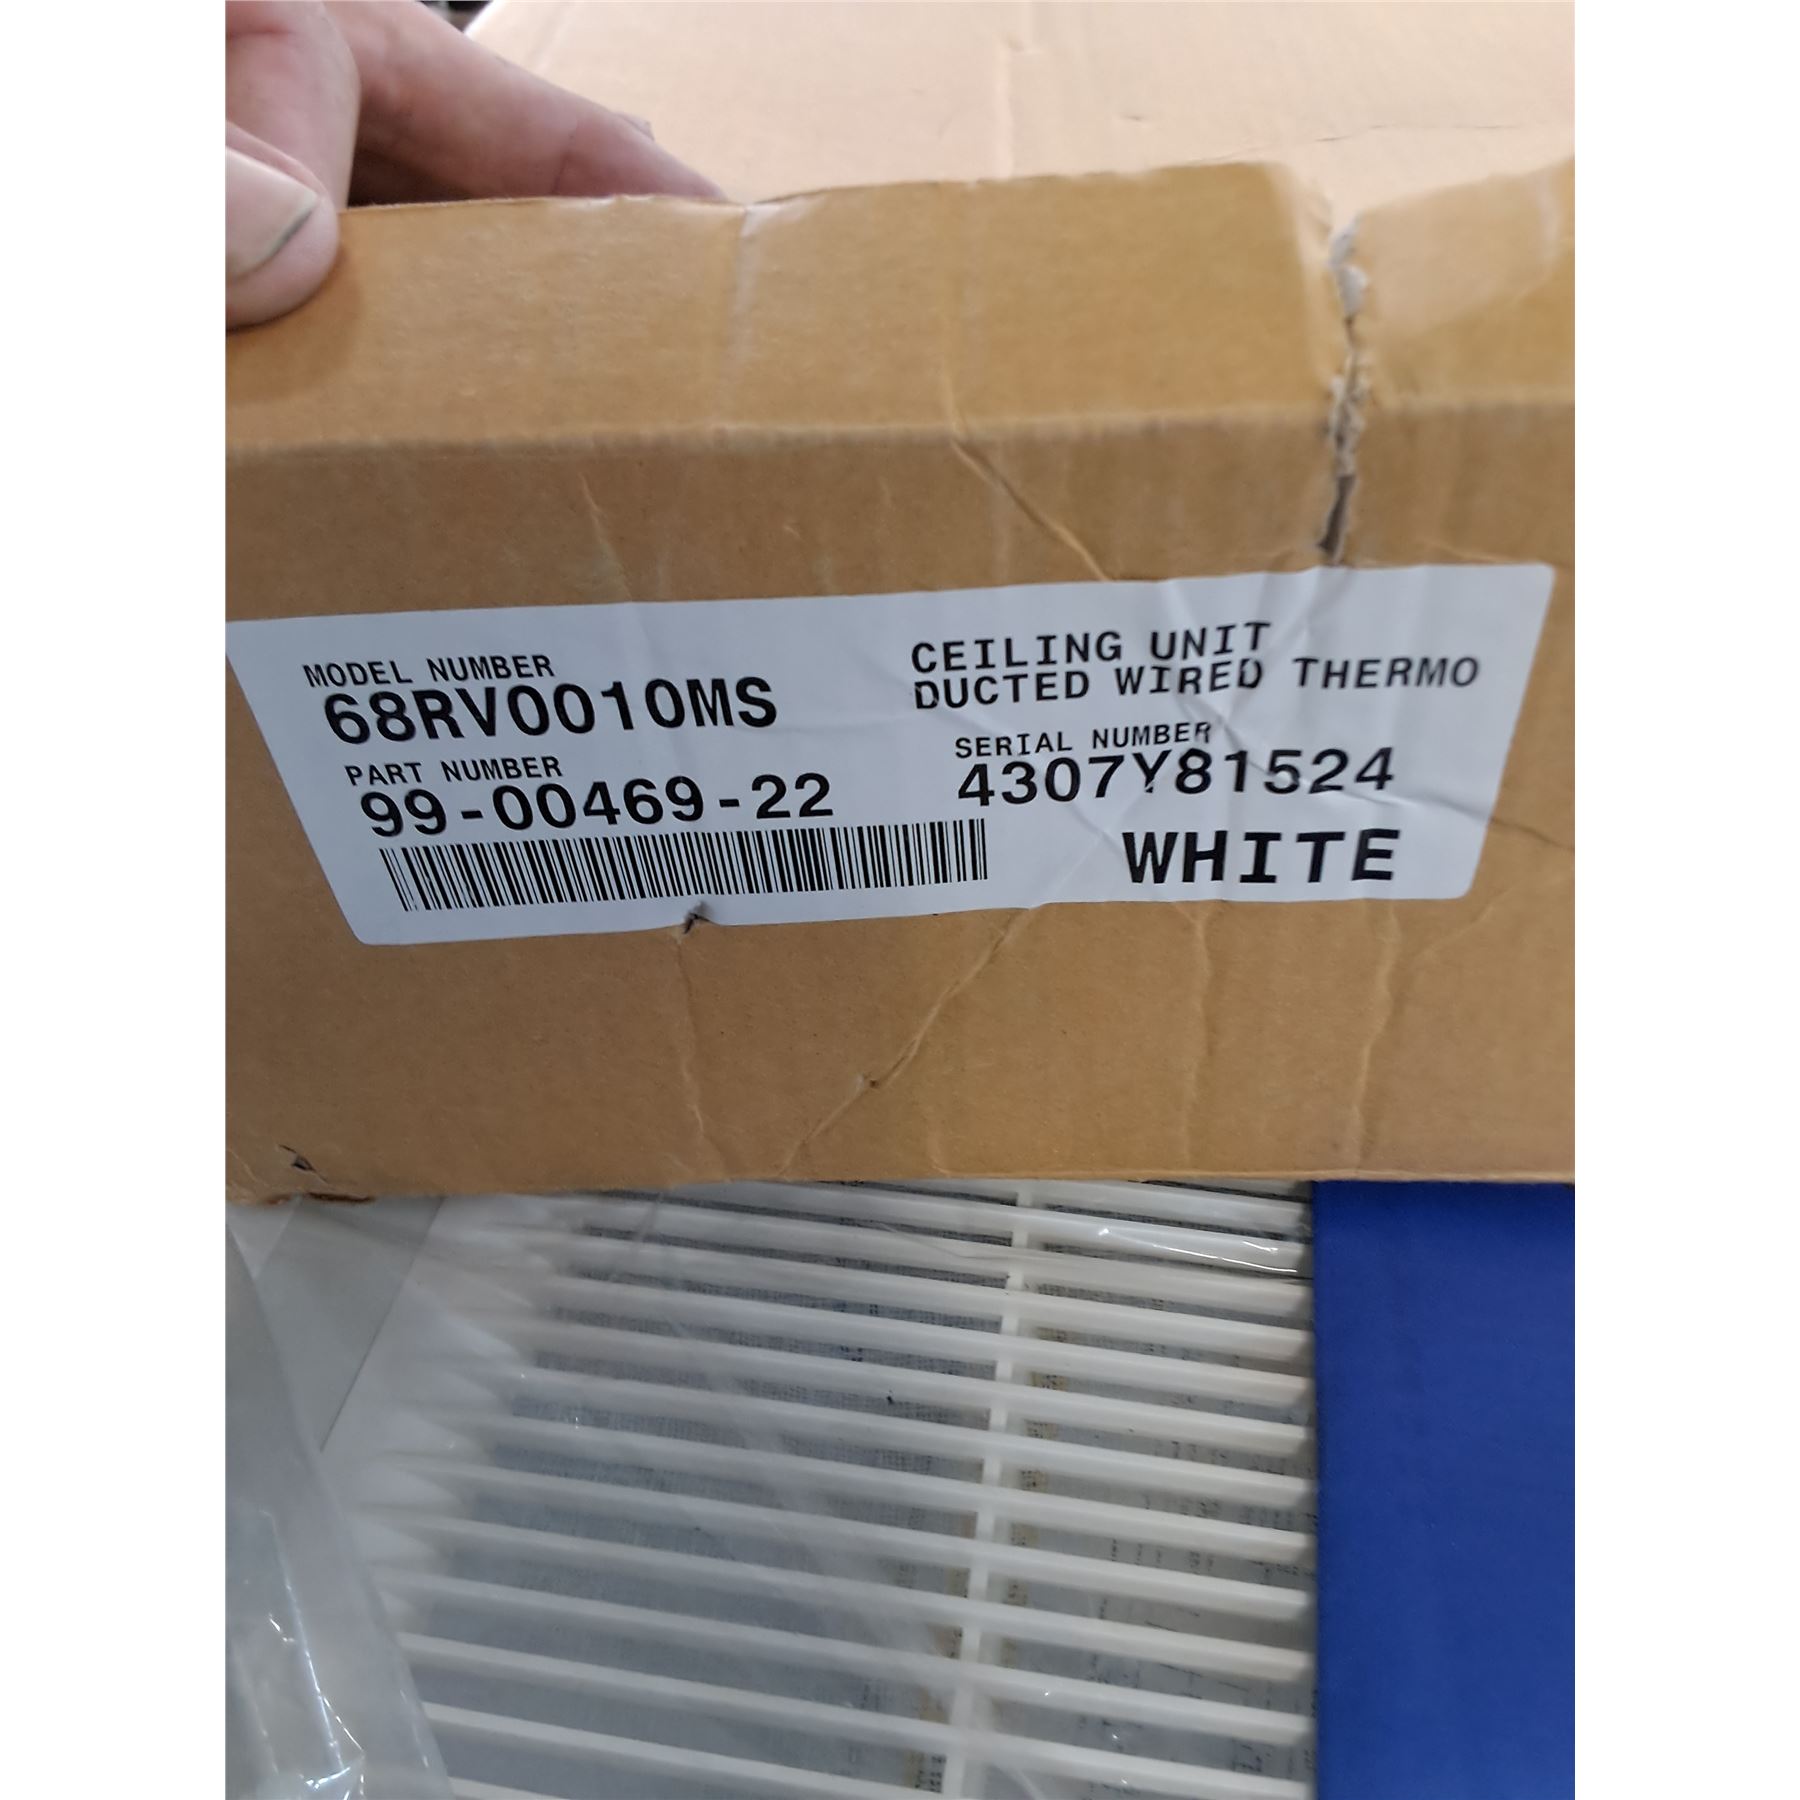 MODEL NUMBER
68RV0010MS
PART NUMBER
99-00469-22
CEILING UNIT
DUCTED WIRED THERMO
SERIAL NUMBER
4307Y81524
WHITE